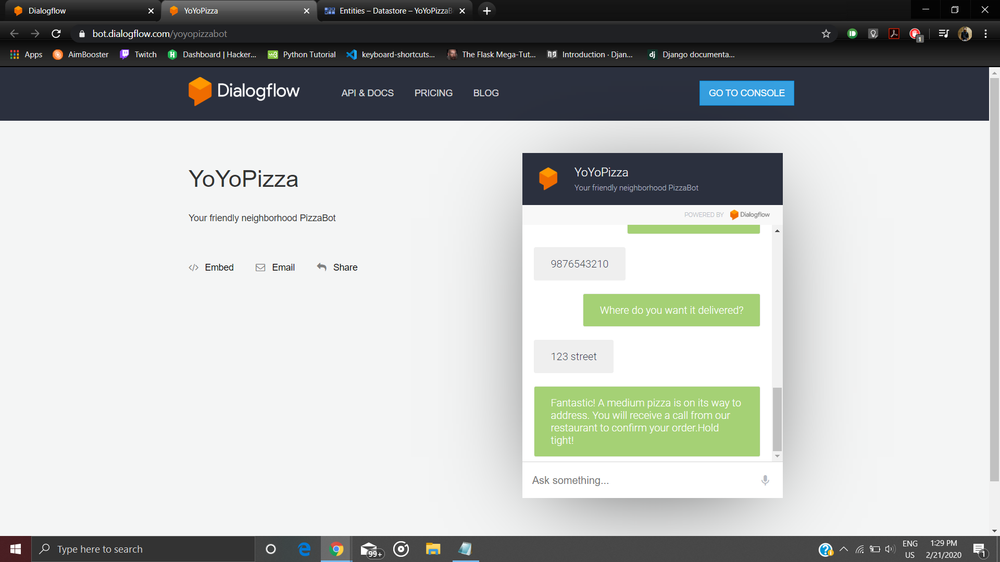 Dialogflow
YoYoPizza
Entities – Datastore – YoYoPizzaB
bot.dialogflow.com/yoyopizzabot
1
Apps
AimBooster
Twitch
Dashboard | Hacker...
Python Tutorial
keyboard-shortcuts...
The Flask Mega-Tut...
Introduction · Djan...
Django documenta...
Dialogflow
API & DOCS
PRICING
BLOG
GO TO CONSOLE
YoYoPizza
Your friendly neighborhood PizzaBot
Embed
Email
Share
YoYoPizza
Your friendly neighborhood PizzaBot
POWERED BY Dialogflow
9876543210
Where do you want it delivered?
123 street
Fantastic! A medium pizza is on its way to
address. You will receive a call from our
restaurant to confirm your order.Hold
tight!
Ask something...
Type here to search
99+
ENG
US
1:29 PM
2/21/2020
1